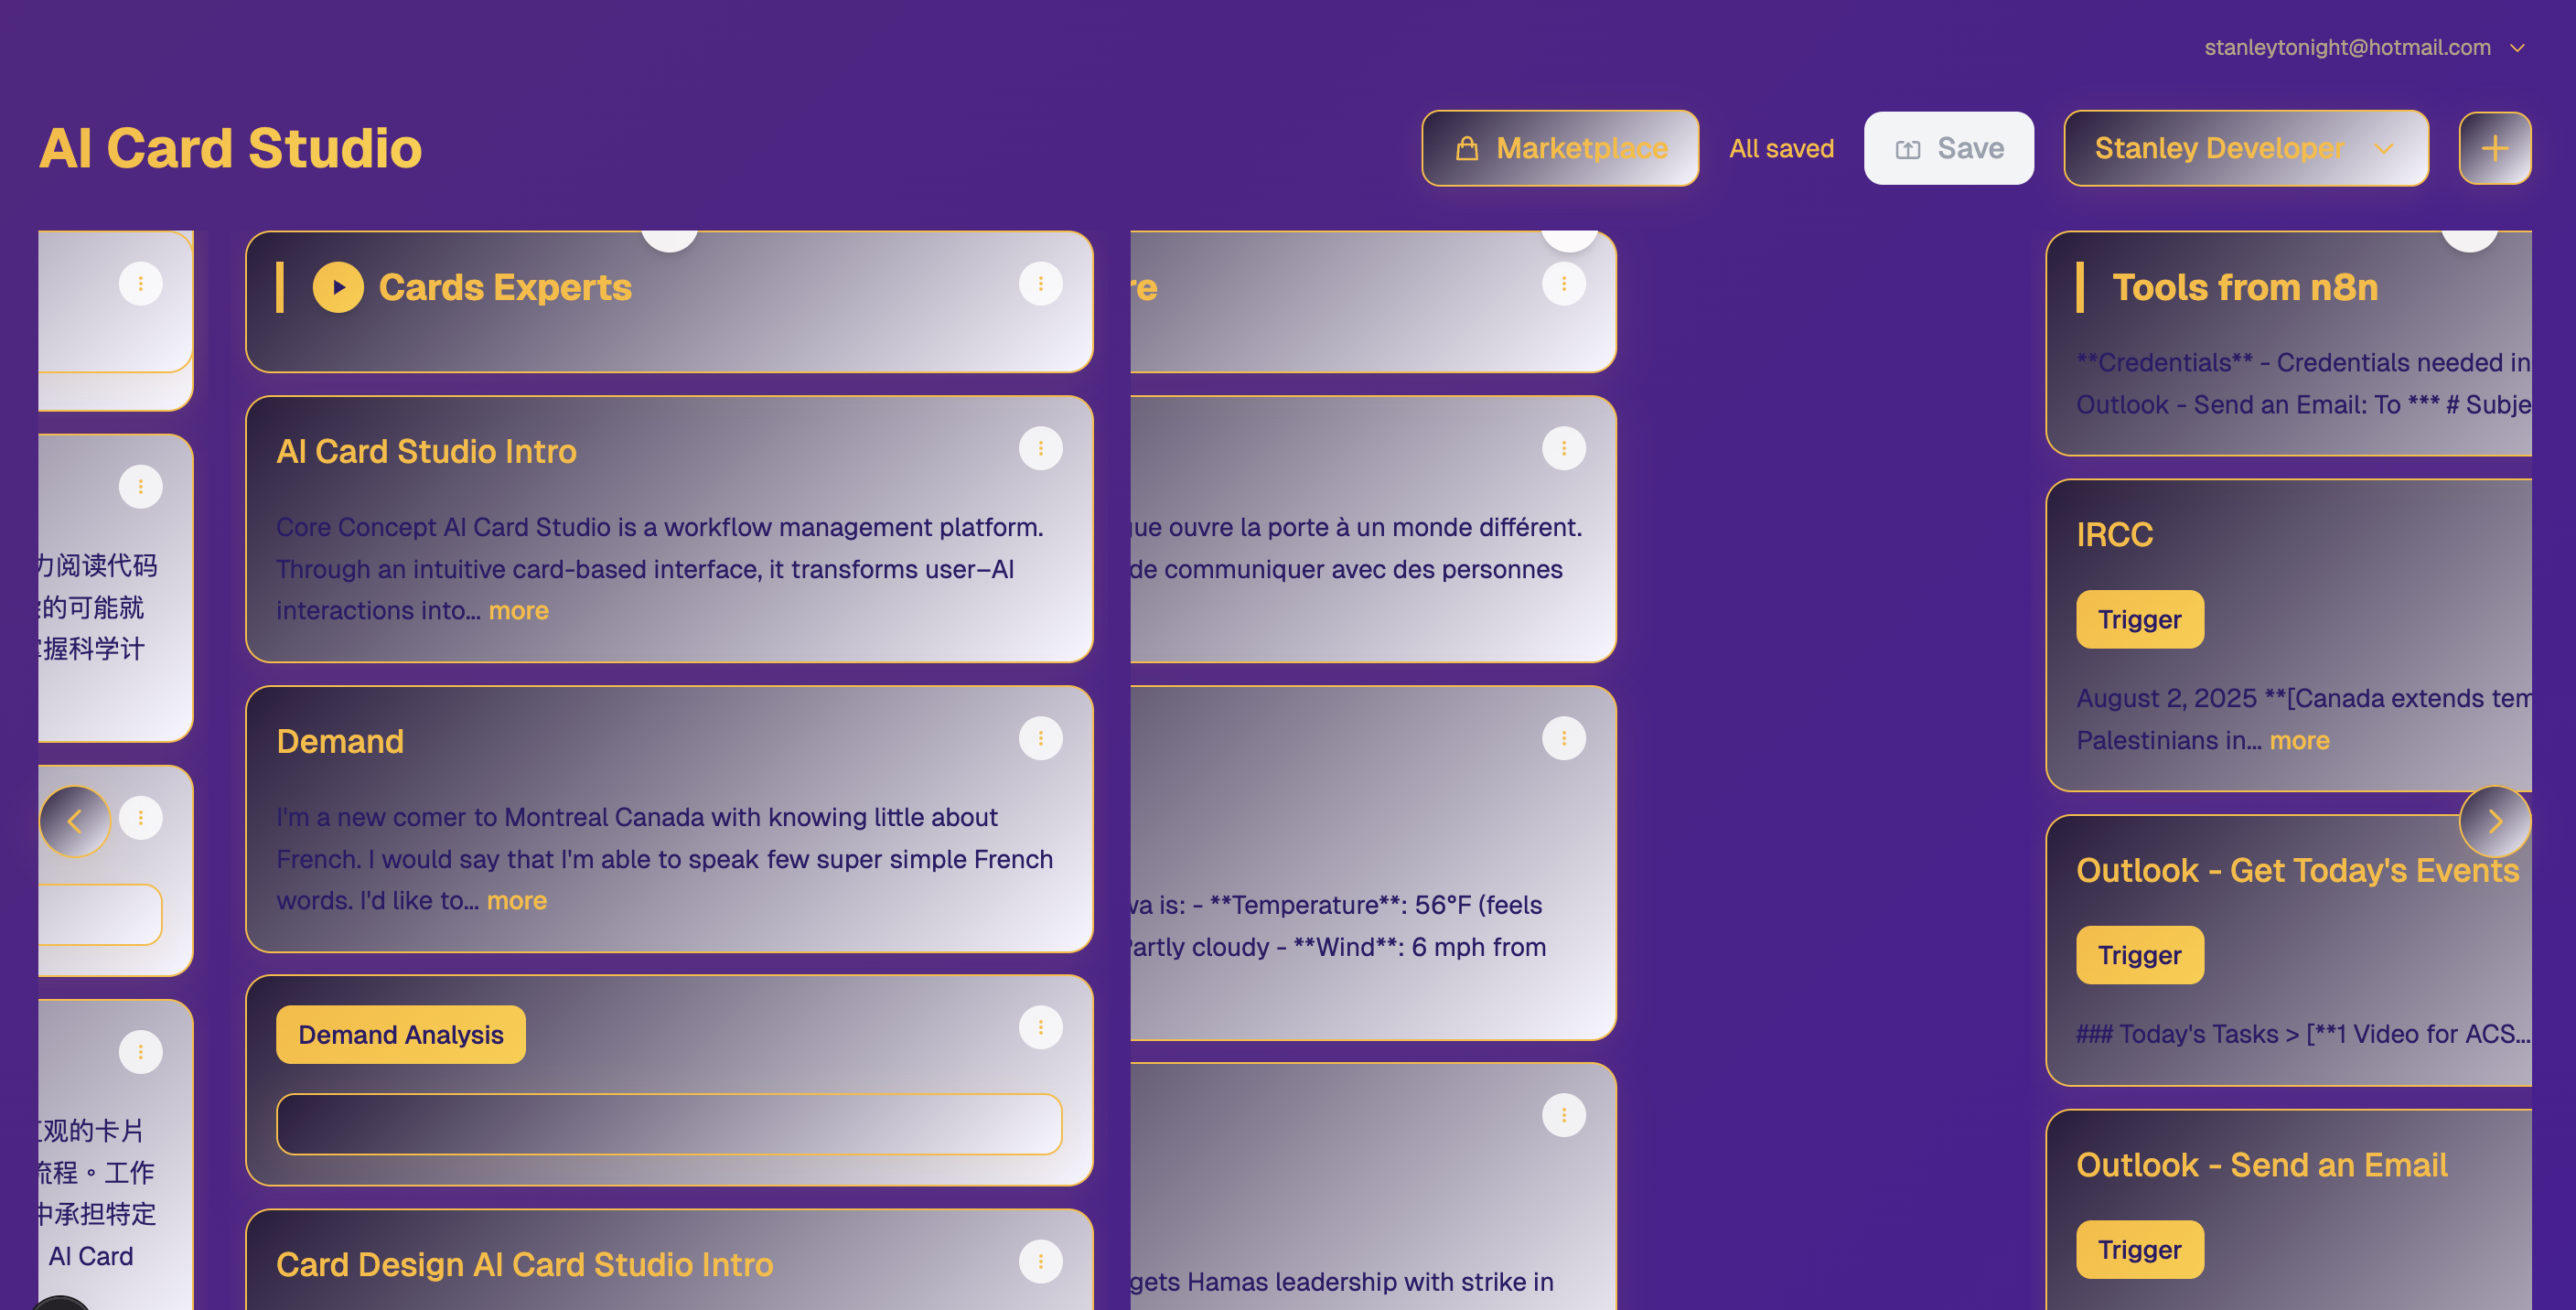 stanleytonight@hotmail.com
AI Card Studio
Marketplace
All saved
Save
Stanley Developer
力阅读代码
的可能就
握科学计
观的卡片
流程。工作
中承担特定
AI Card
Cards Experts
AI Card Studio Intro
Core Concept AI Card Studio is a workflow management platform.
Through an intuitive card-based interface, it transforms user–AI
interactions into... more
Demand
I'm a new comer to Montreal Canada with knowing little about
French. I would say that I'm able to speak few super simple French
words. I'd like to... more
Demand Analysis
Card Design AI Card Studio Intro
re
gue ouvre la porte à un monde différent.
de communiquer avec des personnes
wa is: - **Temperature**: 56°F (feels
Partly cloudy - **Wind**: 6 mph from
gets Hamas leadership with strike in
Tools from n8n
**Credentials** - Credentials needed in
Outlook - Send an Email: To *** # Subje
IRCC
Trigger
August 2, 2025 **[Canada extends tem
Palestinians in... more
Outlook - Get Today's Events
Trigger
### Today's Tasks > [**1 Video for ACS...
Outlook - Send an Email
Trigger